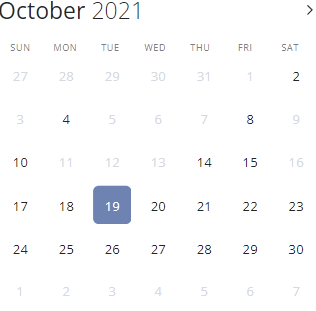 October 2021
SUN MON TUE WED THU FRI SAT
27 28 29 30 31 1 2
3 4 5 6 7 8 9
10 11 12 13 14 15 16
17 18 19 20 21 22 23
24 25 26 27 28 29 30
1 2 3 4 5 6 7